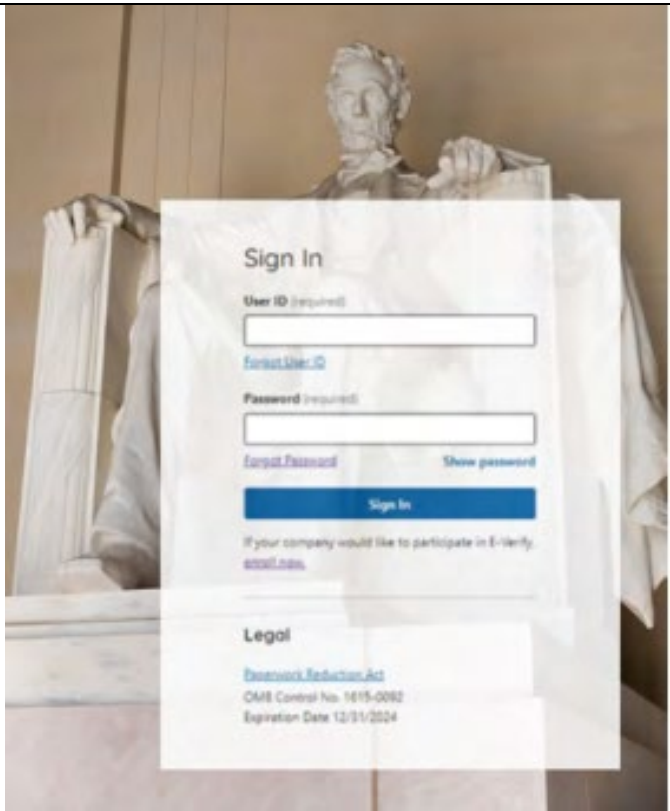 Sign In
User ID (required)
Forgot User ID
Password (required)
Forgot Password Show password
Sign In
If your company would like to participate in E-Verify,
enroll now.
Legal
Paperwork Reduction Act
OMB Control No. 1615-0092
Expiration Date 12/31/2024